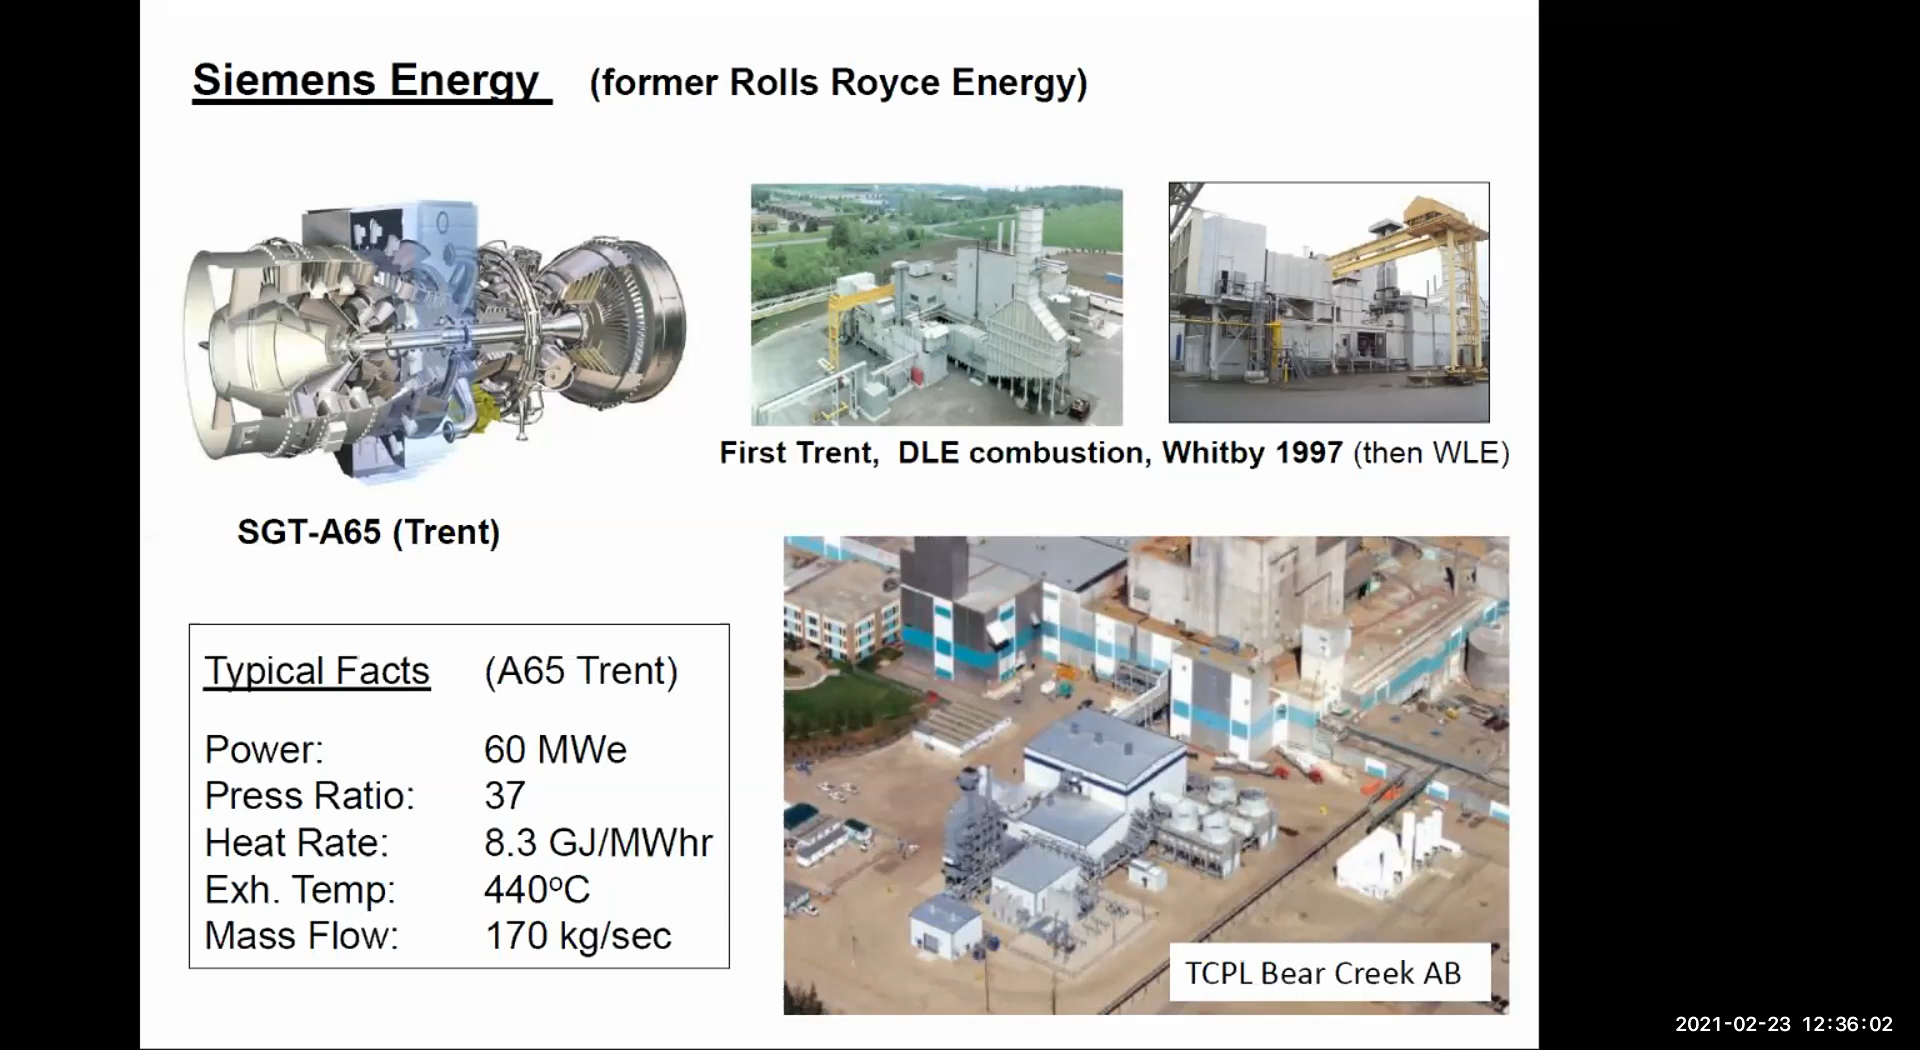 Siemens Energy (former Rolls Royce Energy)
First Trent, DLE combustion, Whitby 1997 (then WLE)
SGT-A65 (Trent)
Typical Facts (A65 Trent)
Power: 60 MWe
Press Ratio: 37
Heat Rate: 8.3 GJ/MWhr
Exh. Temp: 440ºC
Mass Flow: 170 kg/sec
TCPL Bear Creek AB
2021-02-23 12:36:02